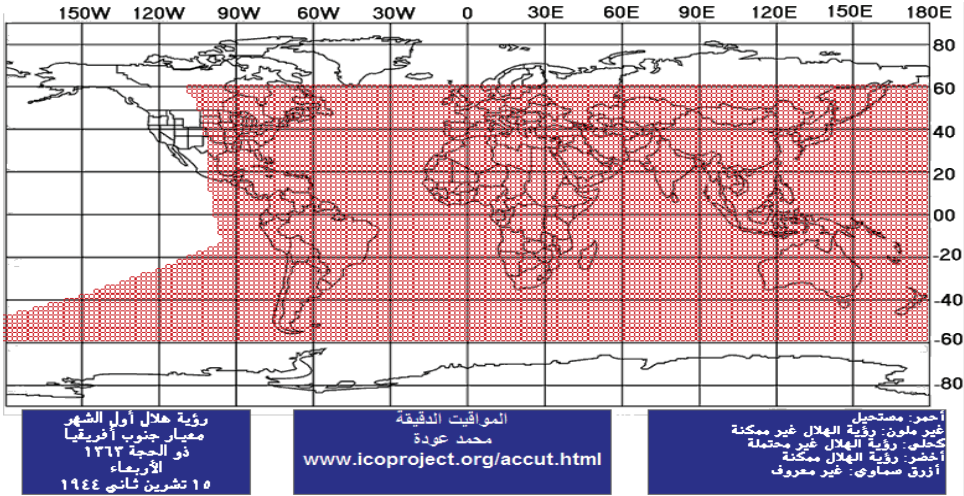 150W 120W 90W 60W 30W 0 30E 60E 90E 120E 150E 180E
80
60
40
20
00
-20
-40
-60
-80
رؤية هلال أول الشهر
معيار جنوب أفريقيا
ذو الحجة ١٣٦٣
الأربعاء
١٥ تشرين ثاني ١٩٤٤
المواقيت الدقيقة
محمد عودة
www.icoproject.org/accut.html
أحمر: مستحيل
غير ملون: رؤية الهلال غير ممكنة
كحلي: رؤية الهلال غير محتملة
أخضر: رؤية الهلال ممكنة
أزرق سماوي: غير معروف